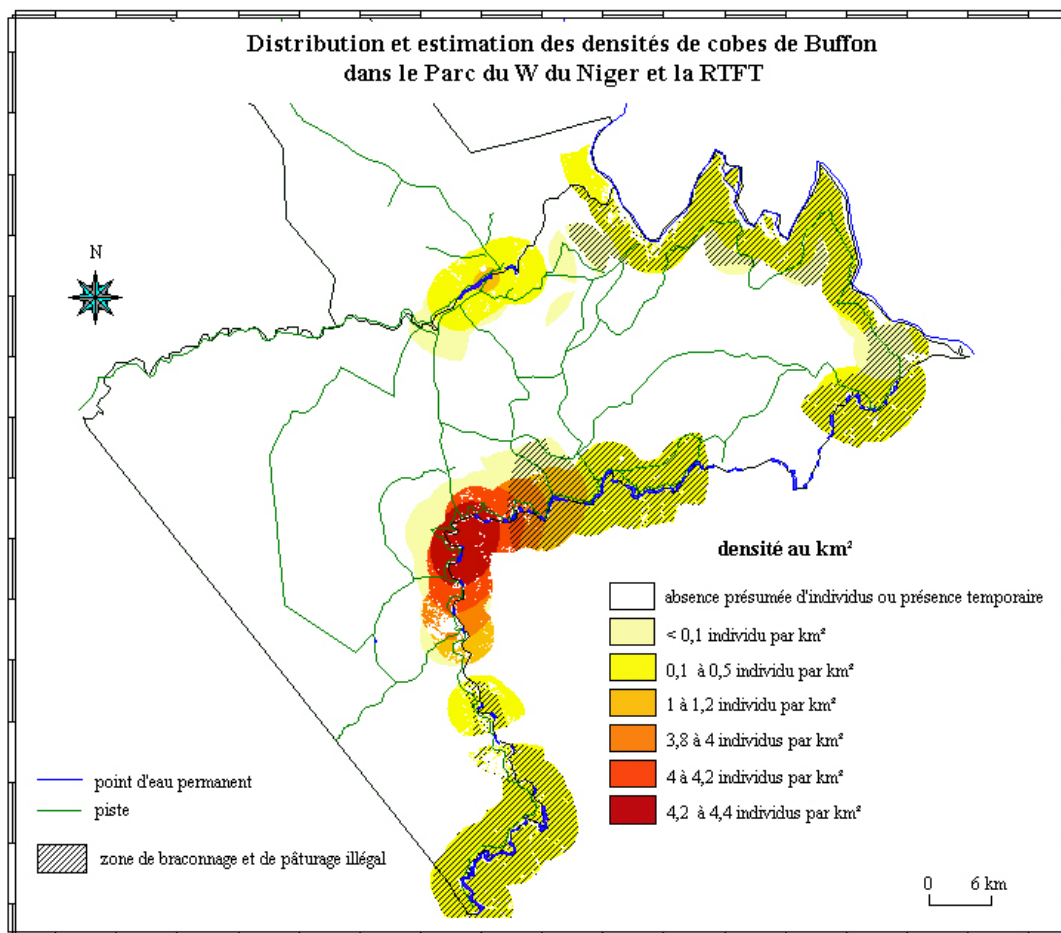 Distribution et estimation des densités de cobes de Buffon
dans le Parc du W du Niger et la RTFT
N
densité au km²
absence présumée d'individus ou présence temporaire
< 0,1 individu par km²
0,1 à 0,5 individu par km²
1 à 1,2 individu par km²
3,8 à 4 individus par km²
4 à 4,2 individus par km²
4,2 à 4,4 individus par km²
point d'eau permanent
piste
zone de braconnage et de pâturage illégal
0 6 km